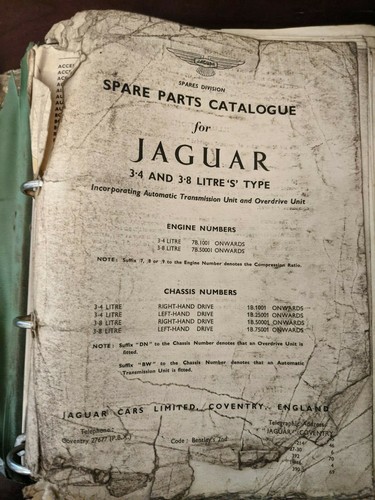 ACCES
ACC
JAGUAR
SPARES DIVISION
SPARE PARTS CATALOGUE
for
JAGUAR
3·4 AND 3·8 LITRE 'S' TYPE
Incorporating Automatic Transmission Unit and Overdrive Unit
ENGINE NUMBERS
3·4 LITRE 7B.1001 ONWARDS
3·8 LITRE 7B.50001 ONWARDS
NOTE: Suffix -7, -8 or -9 to the Engine Number denotes the Compression Ratio.
CHASSIS NUMBERS
3·4 LITRE RIGHT-HAND DRIVE 1B.1001 ONWARDS
3·4 LITRE LEFT-HAND DRIVE 1B.25001 ONWARDS
3·8 LITRE RIGHT-HAND DRIVE 1B.50001 ONWARDS
3·8 LITRE LEFT-HAND DRIVE 1B.75001 ONWARDS
NOTE: Suffix "DN" to the Chassis Number denotes that an Overdrive Unit is
fitted.
Suffix "BW" to the Chassis Number denotes that an Automatic
Transmission Unit is fitted.
JAGUAR CARS LIMITED, COVENTRY, ENGLAND
Telephone: Telegraphic Address:
Coventry 27677 (P.B.X.) Code: Bentley's 2nd "JAGUAR" COVENTRY